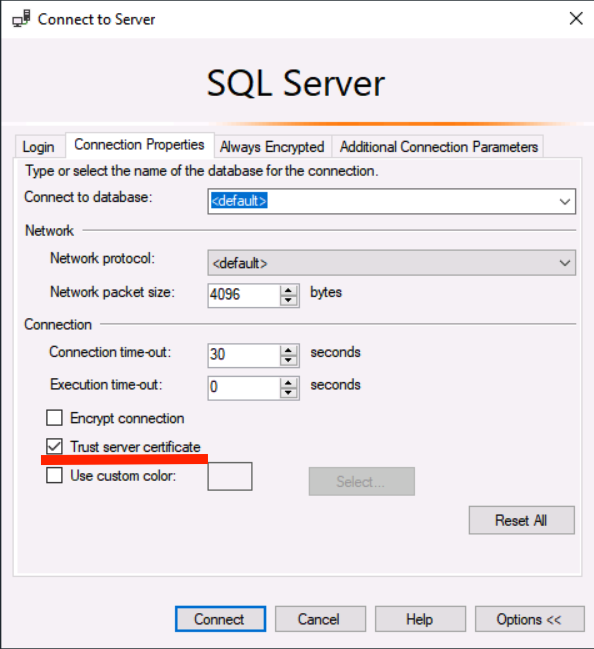 Connect to Server
SQL Server
Login Connection Properties Always Encrypted Additional Connection Parameters
Type or select the name of the database for the connection.
Connect to database: <default>
Network
Network protocol: <default>
Network packet size: 4096 bytes
Connection
Connection time-out: 30 seconds
Execution time-out: 0 seconds
Encrypt connection
Trust server certificate
Use custom color: Select...
Reset All
Connect Cancel Help Options <<